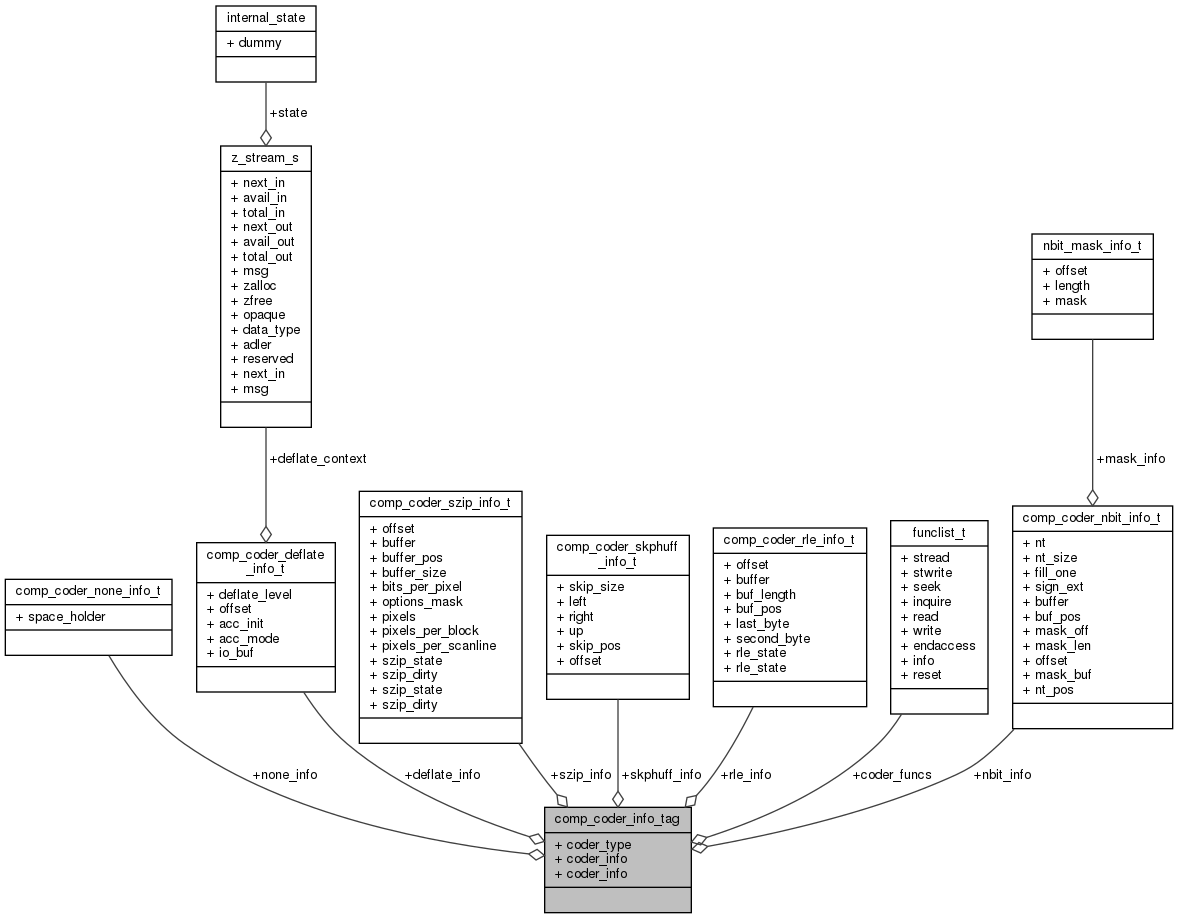 internal_state
+ dummy
+state
z_stream_s
+ next_in
+ avail_in
+ total_in
+ next_out
+ avail_out
+ total_out
+ msg
+ zalloc
+ zfree
+ opaque
+ data_type
+ adler
+ reserved
+ next_in
+ msg
nbit_mask_info_t
+ offset
+ length
+ mask
+deflate_context
+mask_info
comp_coder_none_info_t
+ space_holder
comp_coder_deflate
_info_t
+ deflate_level
+ offset
+ acc_init
+ acc_mode
+ io_buf
comp_coder_szip_info_t
+ offset
+ buffer
+ buffer_pos
+ buffer_size
+ bits_per_pixel
+ options_mask
+ pixels
+ pixels_per_block
+ pixels_per_scanline
+ szip_state
+ szip_dirty
+ szip_state
+ szip_dirty
comp_coder_skphuff
_info_t
+ skip_size
+ left
+ right
+ up
+ skip_pos
+ offset
comp_coder_rle_info_t
+ offset
+ buffer
+ buf_length
+ buf_pos
+ last_byte
+ second_byte
+ rle_state
+ rle_state
funclist_t
+ stread
+ stwrite
+ seek
+ inquire
+ read
+ write
+ endaccess
+ info
+ reset
comp_coder_nbit_info_t
+ nt
+ nt_size
+ fill_one
+ sign_ext
+ buffer
+ buf_pos
+ mask_off
+ mask_len
+ offset
+ mask_buf
+ nt_pos
+none_info
+deflate_info
+szip_info
+skphuff_info
+rle_info
+coder_funcs
+nbit_info
comp_coder_info_tag
+ coder_type
+ coder_info
+ coder_info